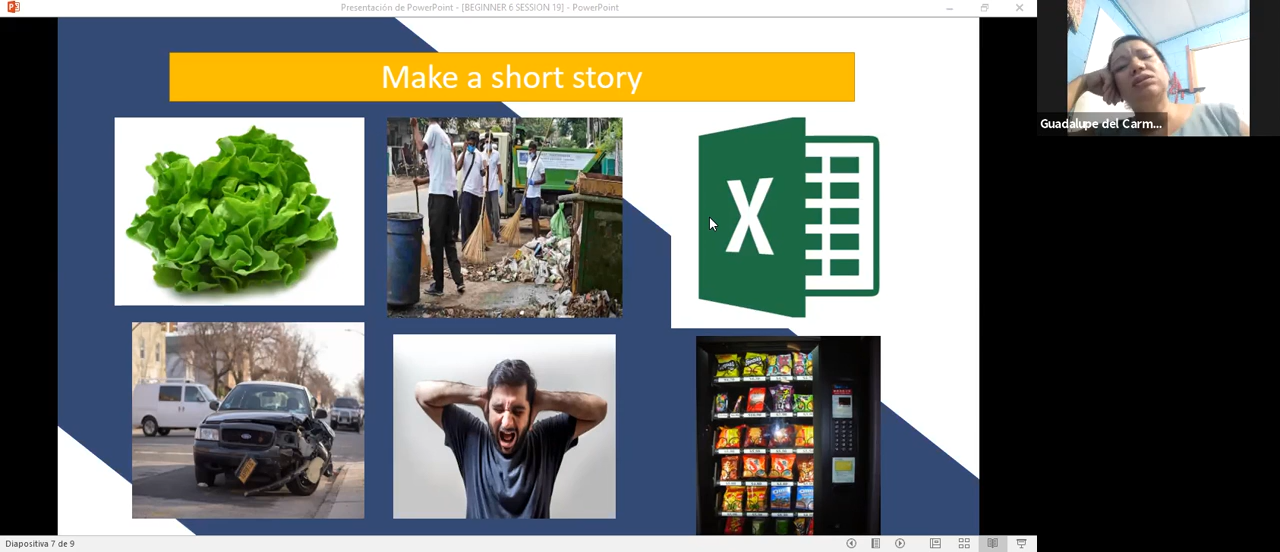 Presentación de PowerPoint - [BEGINNER 6 SESSION 19] - PowerPoint
Make a short story
X
Guadalupe del Carm...
Diapositiva 7 de 9